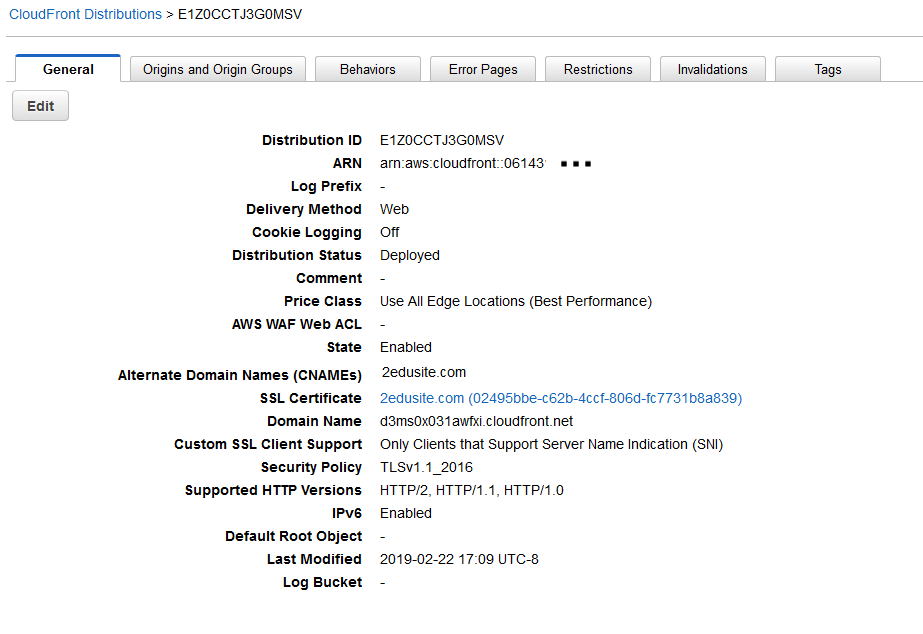 CloudFront Distributions > E1Z0CCTJ3G0MSV
General Origins and Origin Groups Behaviors Error Pages Restrictions Invalidations Tags
Edit
Distribution ID E1Z0CCTJ3G0MSV
ARN arn:aws:cloudfront::06143 ▪ ▪ ▪
Log Prefix -
Delivery Method Web
Cookie Logging Off
Distribution Status Deployed
Comment -
Price Class Use All Edge Locations (Best Performance)
AWS WAF Web ACL -
State Enabled
Alternate Domain Names (CNAMEs) 2edusite.com
SSL Certificate 2edusite.com (02495bbe-c62b-4ccf-806d-fc7731b8a839)
Domain Name d3ms0x031awfxi.cloudfront.net
Custom SSL Client Support Only Clients that Support Server Name Indication (SNI)
Security Policy TLSv1.1_2016
Supported HTTP Versions HTTP/2, HTTP/1.1, HTTP/1.0
IPv6 Enabled
Default Root Object -
Last Modified 2019-02-22 17:09 UTC-8
Log Bucket -